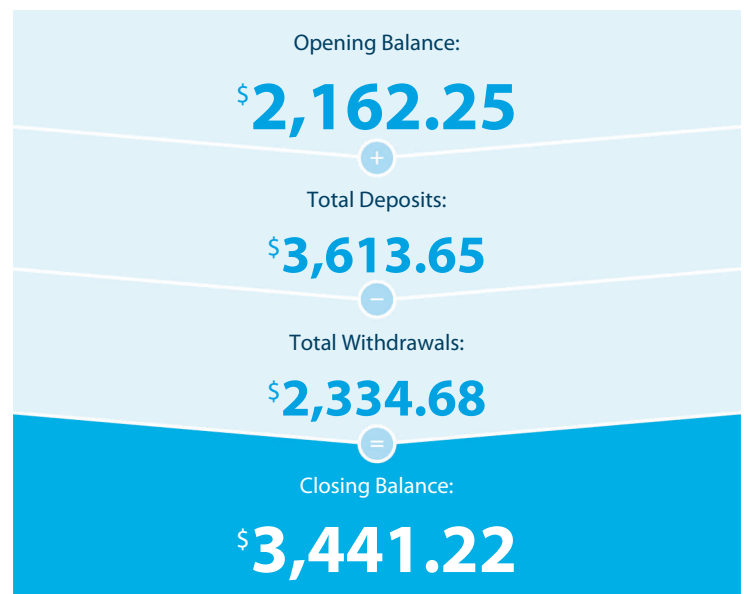 Opening Balance:
$2,162.25
+
Total Deposits:
$3,613.65
−
Total Withdrawals:
$2,334.68
=
Closing Balance:
$3,441.22